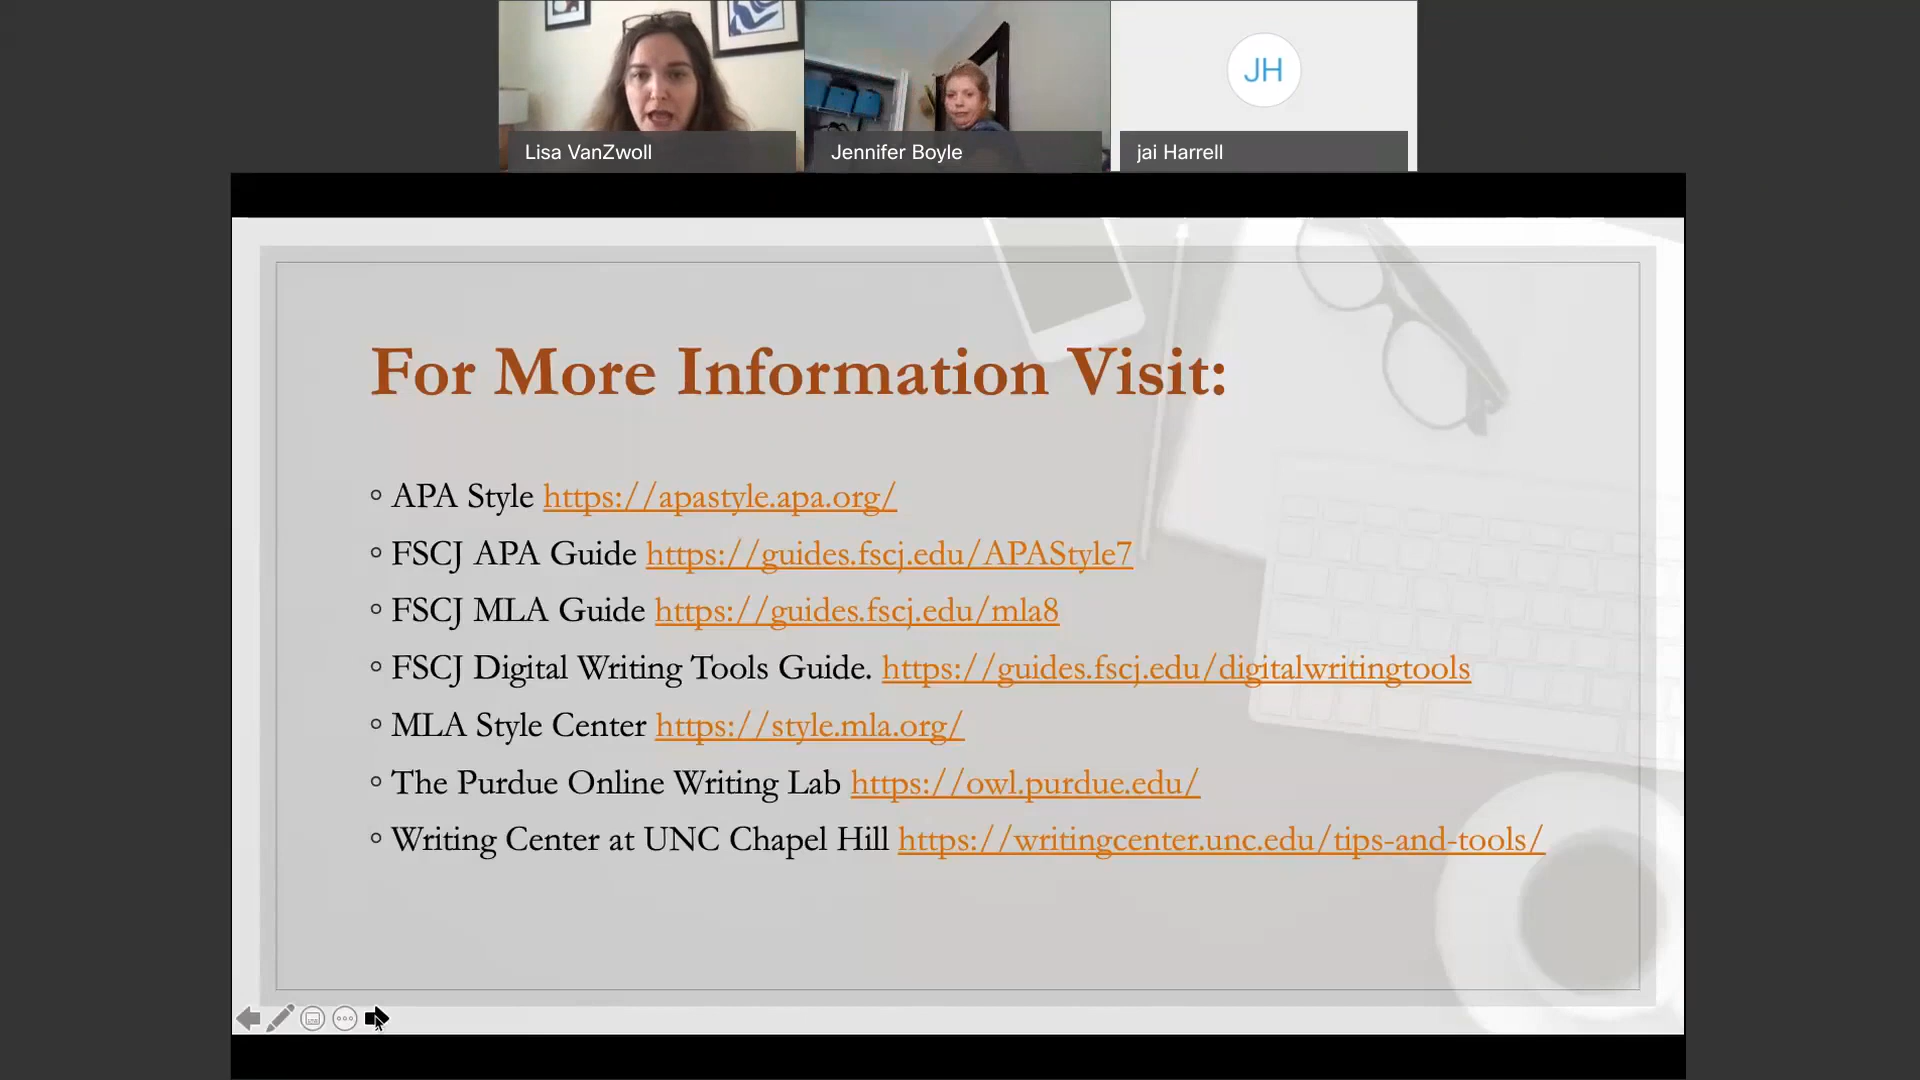 JH
Lisa VanZwoll
Jennifer Boyle
jai Harrell
For More Information Visit:
APA Style https://apastyle.apa.org/
FSCJ APA Guide https://guides.fscj.edu/APAStyle7
FSCJ MLA Guide https://guides.fscj.edu/mla8
FSCJ Digital Writing Tools Guide. https://guides.fscj.edu/digitalwritingtools
MLA Style Center https://style.mla.org/
The Purdue Online Writing Lab https://owl.purdue.edu/
Writing Center at UNC Chapel Hill https://writingcenter.unc.edu/tips-and-tools/